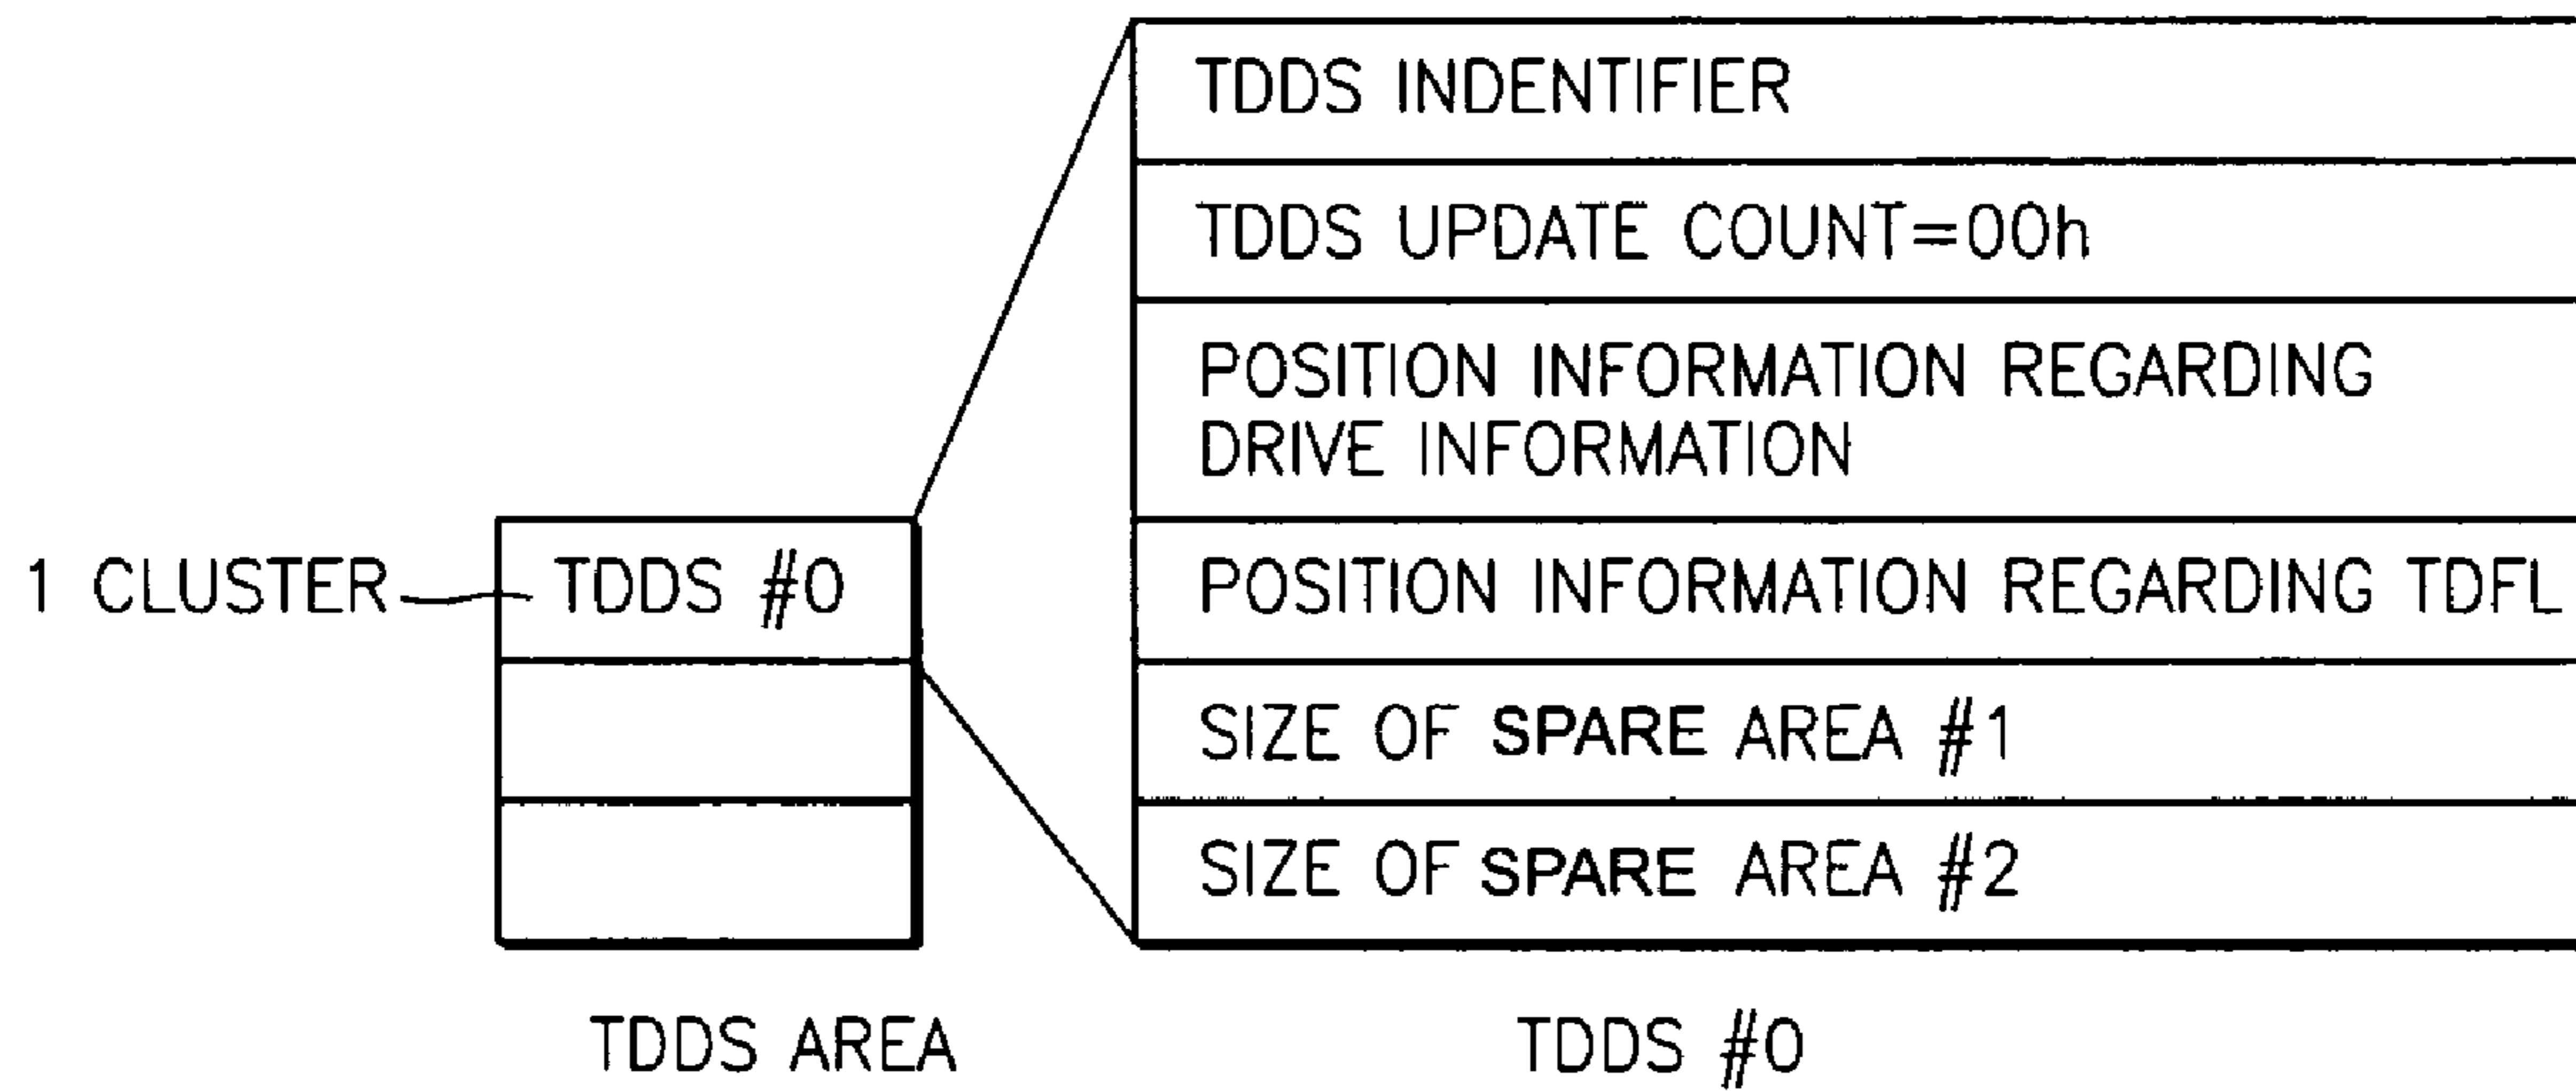 TDDS INDENTIFIER
TDDS UPDATE COUNT=00h
POSITION INFORMATION REGARDING
DRIVE INFORMATION
1 CLUSTER
TDDS #0
POSITION INFORMATION REGARDING TDFL
SIZE OF SPARE AREA #1
SIZE OF SPARE AREA #2
TDDS AREA
TDDS #0